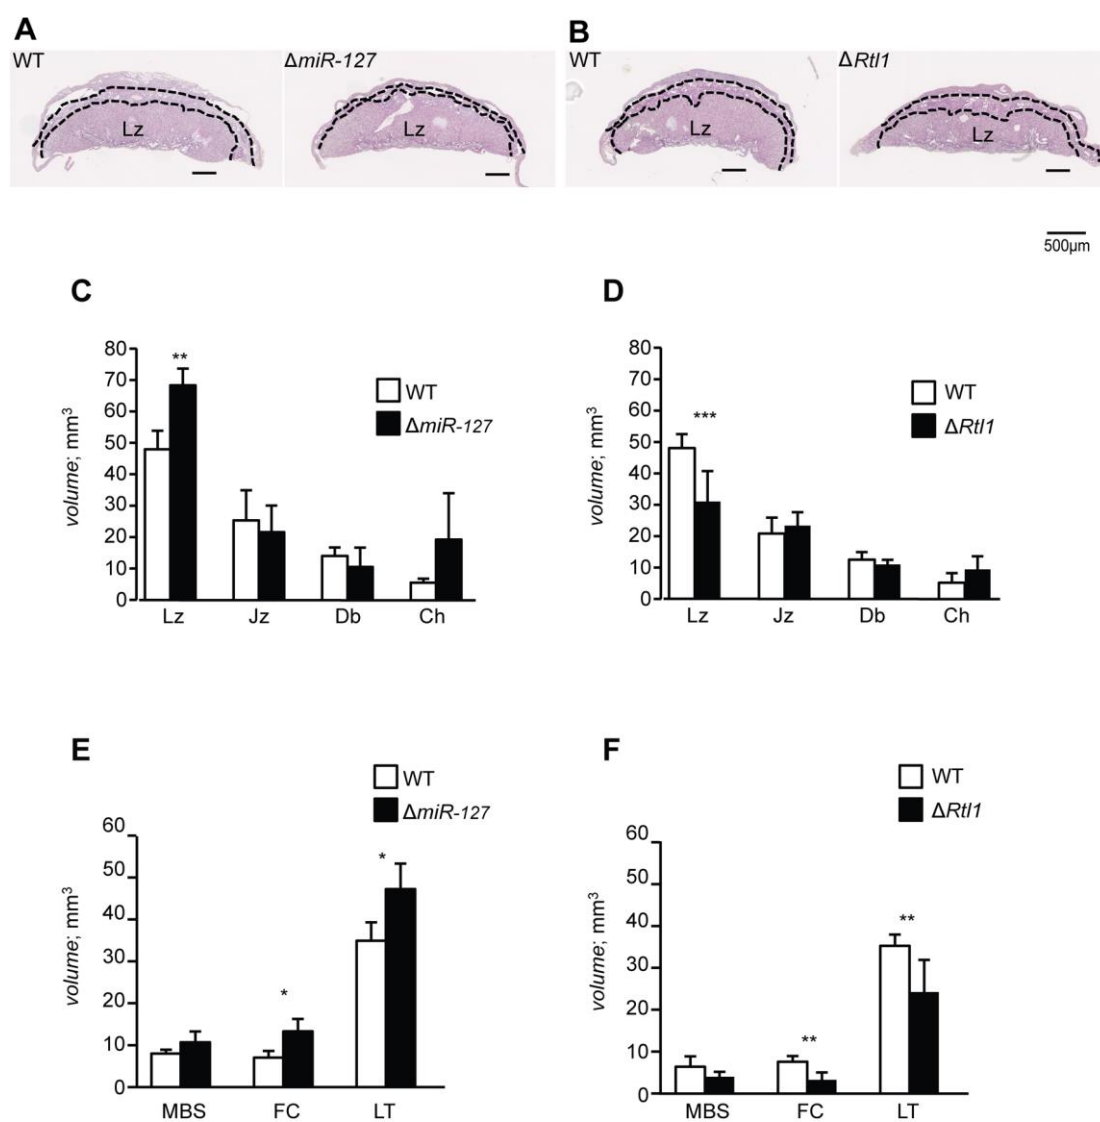 A
B
WT
ΔmiR-127
WT
ΔRtl1
Lz
Lz
Lz
Lz
500μm
C
D
80
70
60
50
40
30
20
10
0
volume; mm³
**
WT
ΔmiR-127
Lz Jz Db Ch
80
70
60
50
40
30
20
10
0
volume; mm³
***
WT
ΔRtl1
Lz Jz Db Ch
E
F
60
50
40
30
20
10
0
volume; mm³
*
*
WT
ΔmiR-127
MBS FC LT
60
50
40
30
20
10
0
volume; mm³
**
**
WT
ΔRtl1
MBS FC LT